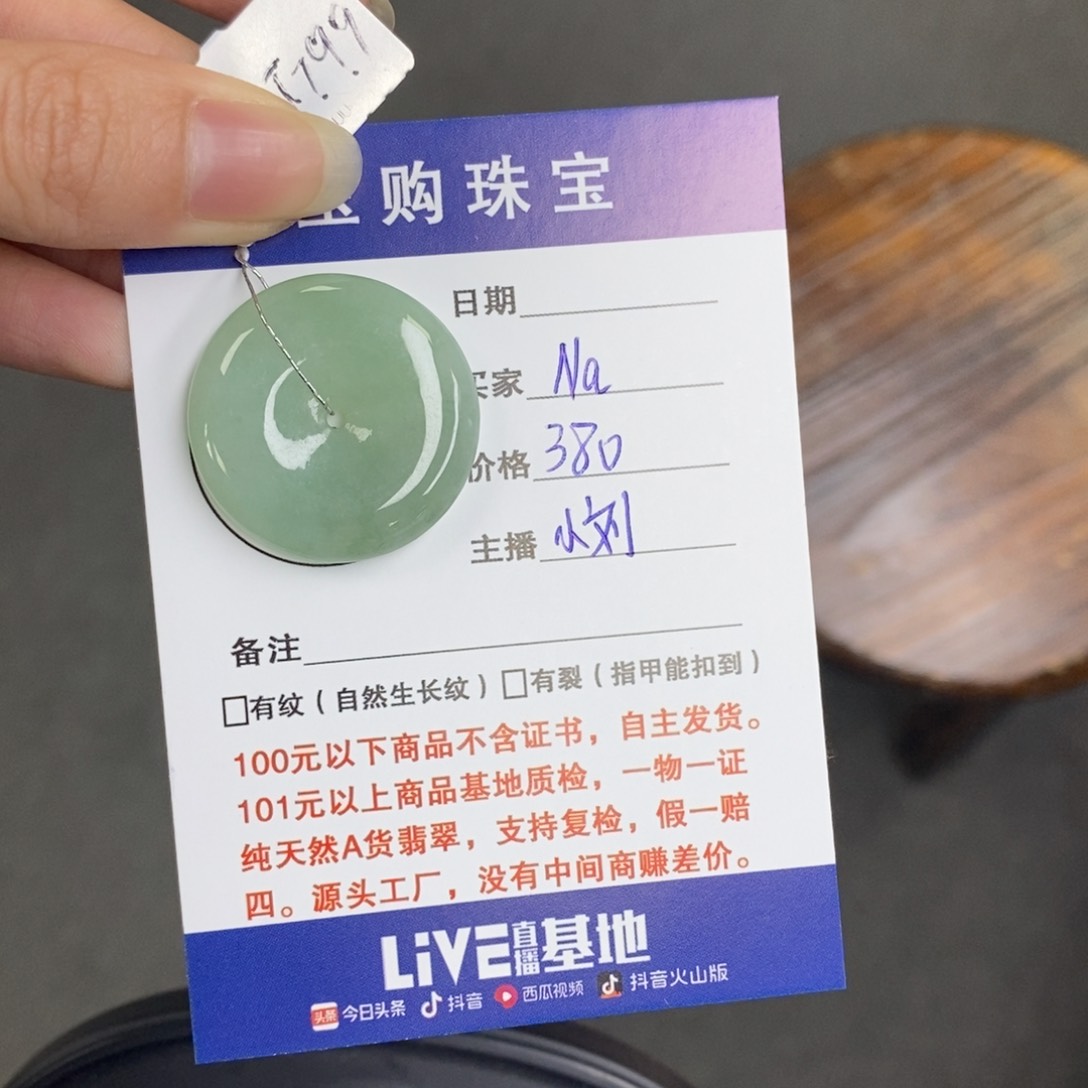 1799
购珠宝
日期
买家 Na
价格 380
主播 小刘
备注
有纹（自然生长纹）有裂（指甲能扣到）
100元以下商品不含证书，自主发货。
101元以上商品基地质检，一物一证
纯天然A货翡翠，支持复检，假一赔
四。源头工厂，没有中间商赚差价。
LiVE直播基地
头条 今日头条 抖音 西瓜视频 抖音火山版